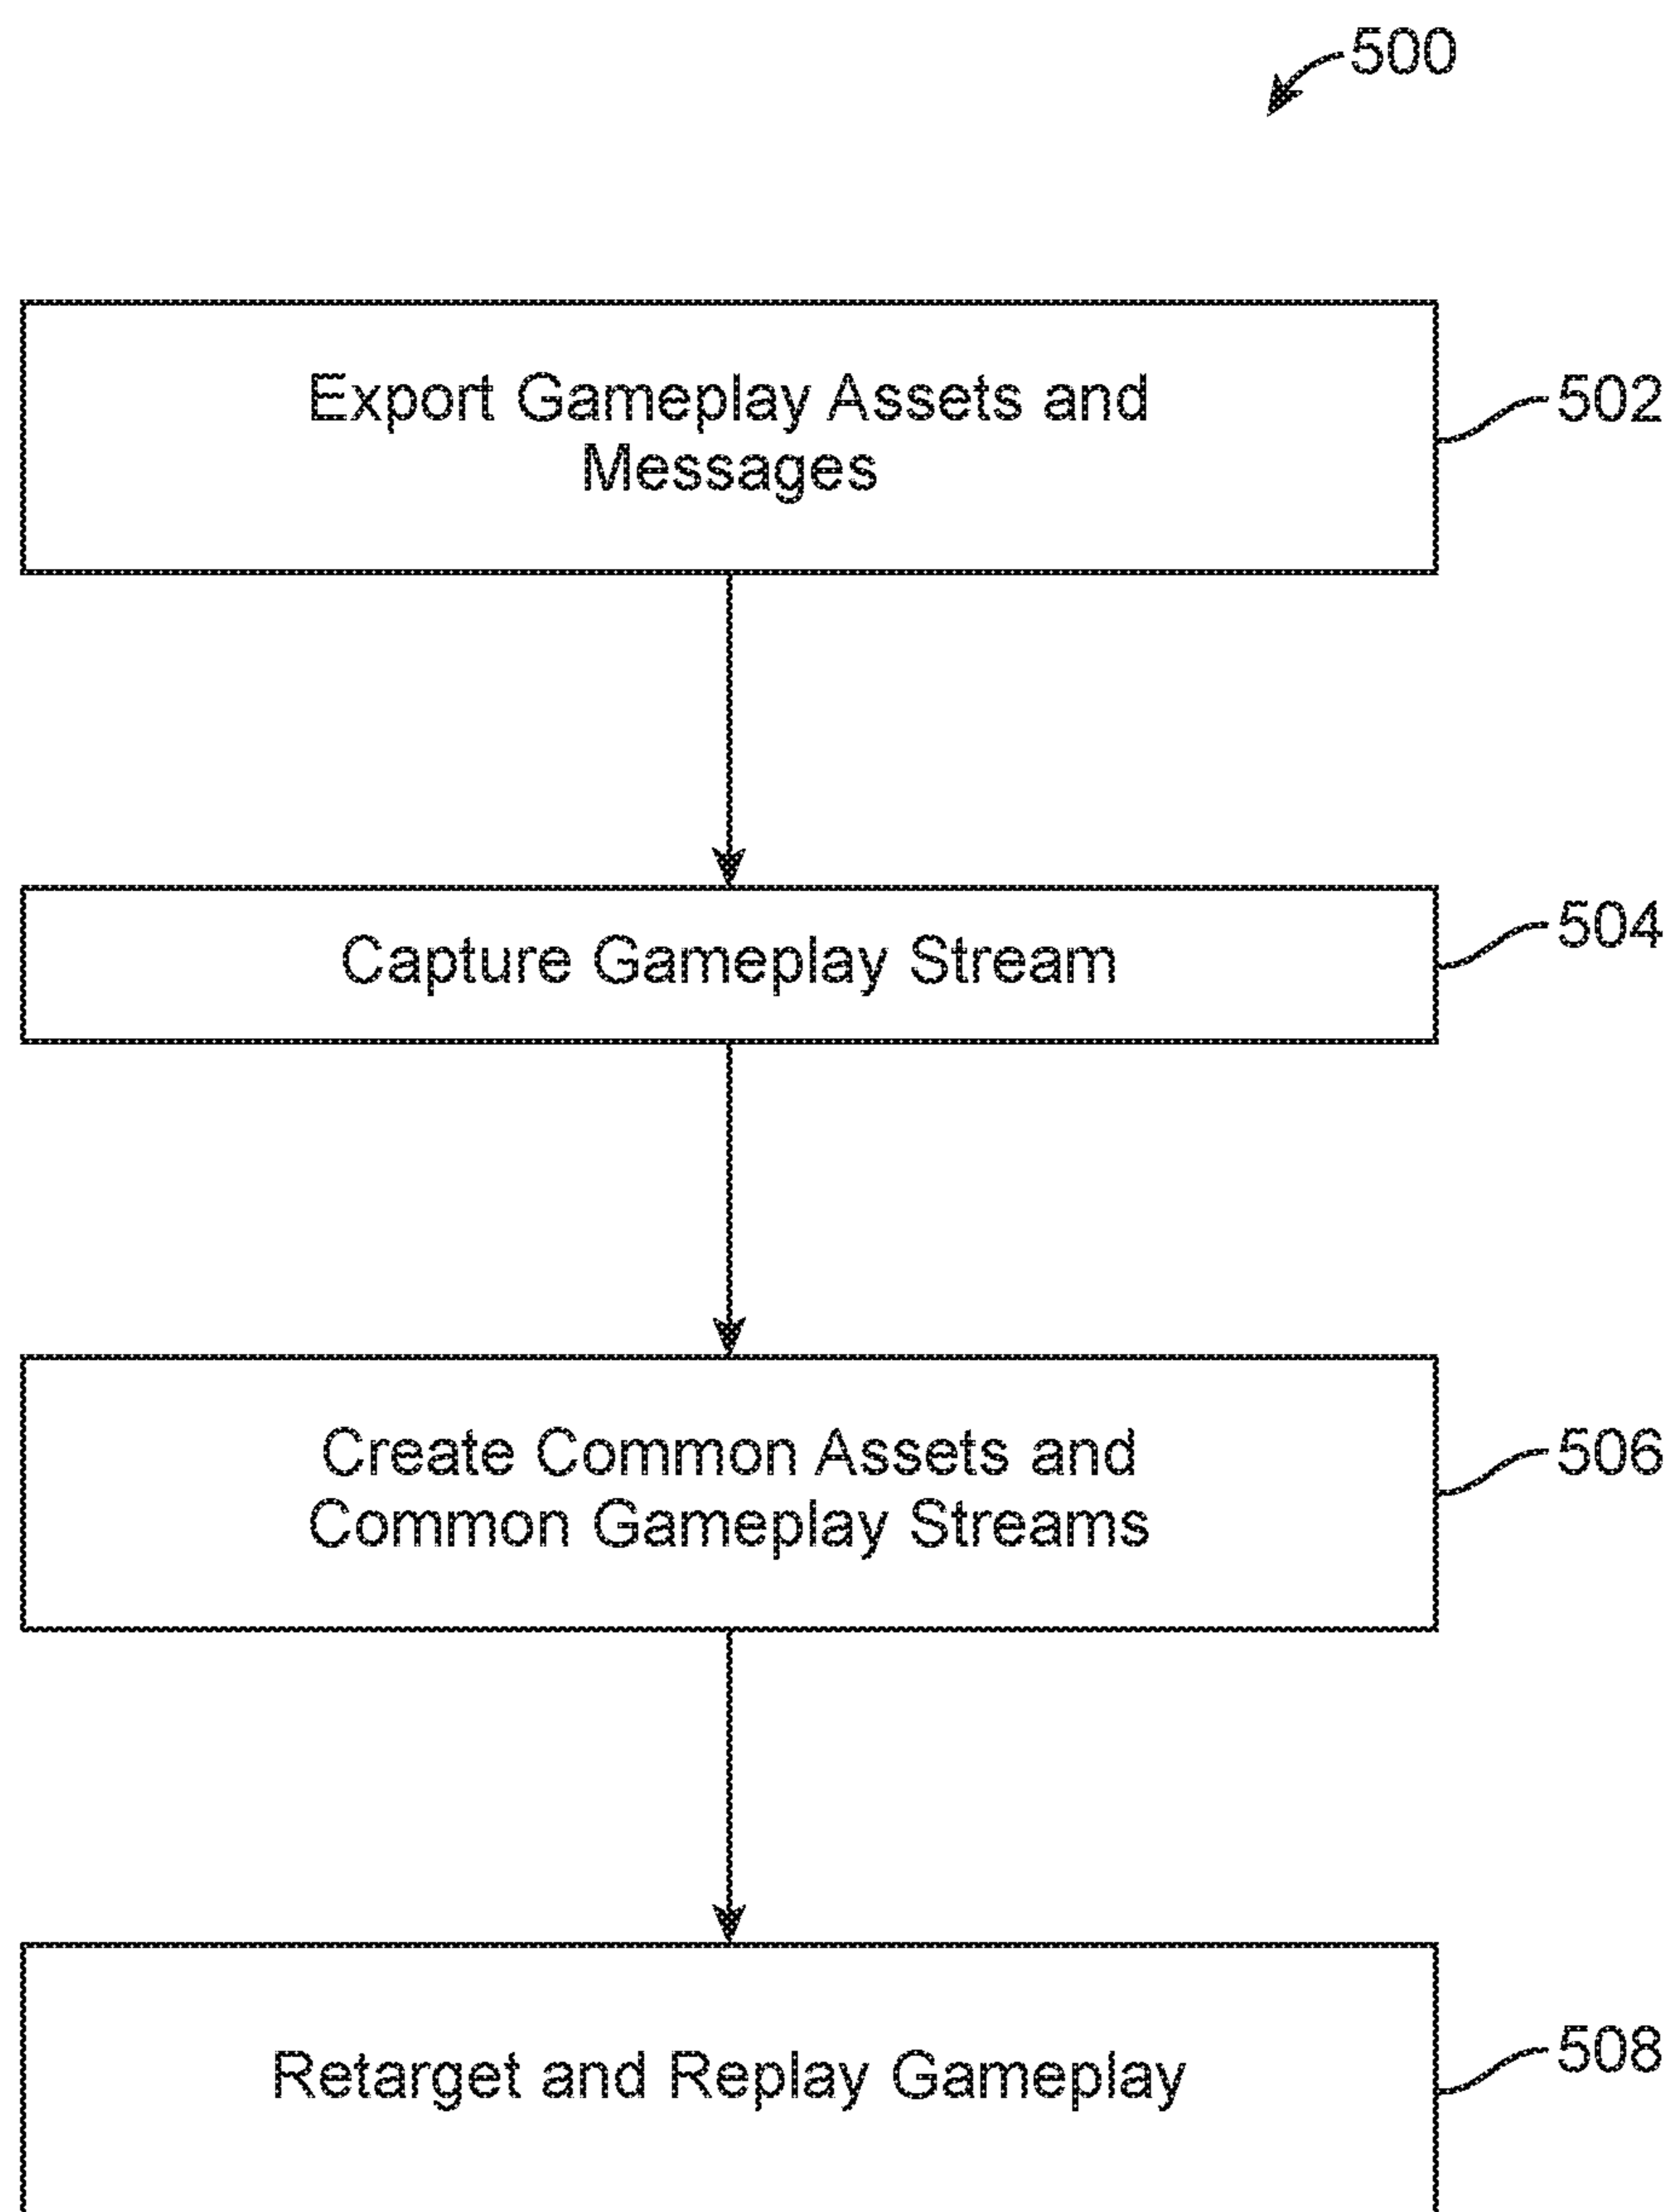 500
Export Gameplay Assets and
Messages
502
Capture Gameplay Stream
504
Create Common Assets and
Common Gameplay Streams
506
Retarget and Replay Gameplay
508